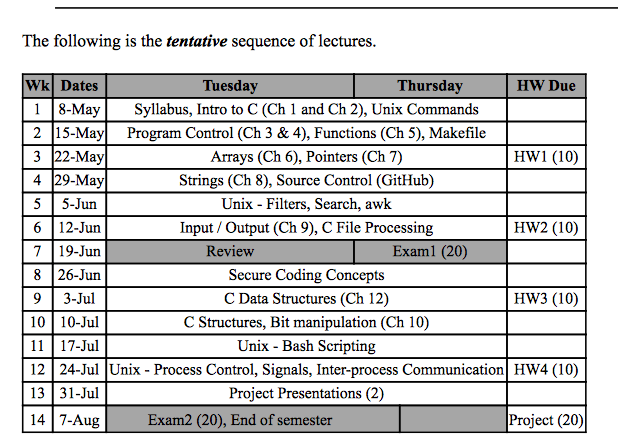 The following is the tentative sequence of lectures.
Wk Dates Tuesday Thursday HW Due
1 8-May Syllabus, Intro to C (Ch 1 and Ch 2), Unix Commands
2 15-May Program Control (Ch 3 & 4), Functions (Ch 5), Makefile
3 22-May Arrays (Ch 6), Pointers (Ch 7) HW1 (10)
4 29-May Strings (Ch 8), Source Control (GitHub)
5 5-Jun Unix - Filters, Search, awk
6 12-Jun Input / Output (Ch 9), C File Processing HW2 (10)
7 19-Jun Review Exam1 (20)
8 26-Jun Secure Coding Concepts
9 3-Jul C Data Structures (Ch 12) HW3 (10)
10 10-Jul C Structures, Bit manipulation (Ch 10)
11 17-Jul Unix - Bash Scripting
12 24-Jul Unix - Process Control, Signals, Inter-process Communication HW4 (10)
13 31-Jul Project Presentations (2)
14 7-Aug Exam2 (20), End of semester Project (20)